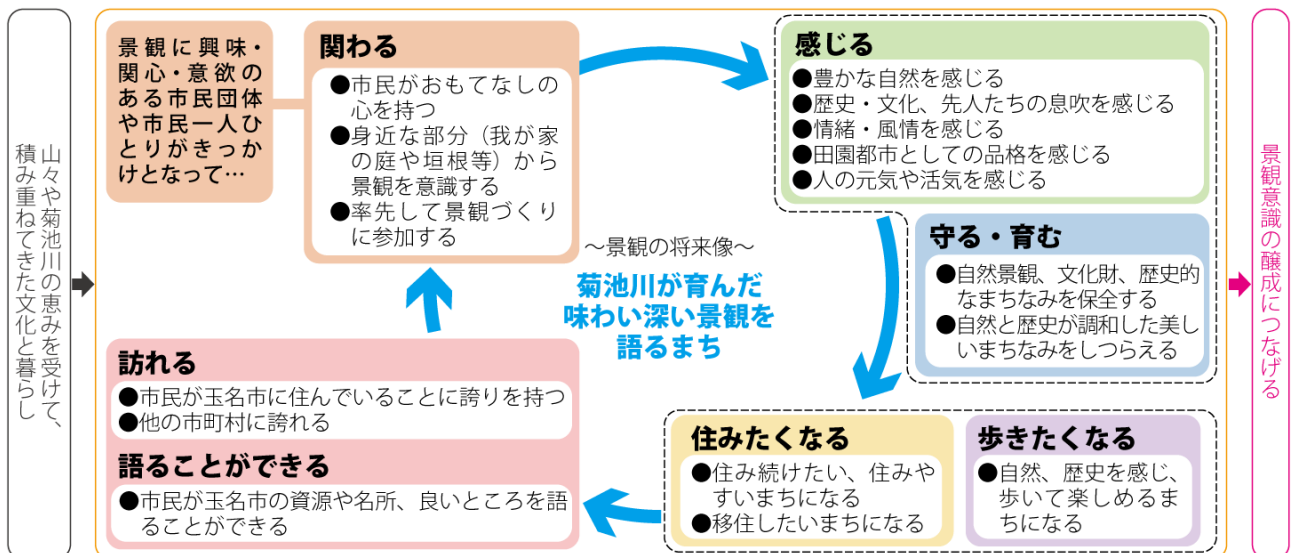 山々や菊池川の恵みを受けて、
積み重ねてきた文化と暮らし
景観に興味・
関心・意欲の
ある市民団体
や市民一人ひ
とりがきっか
けとなって…
関わる
●市民がおもてなしの
心を持つ
●身近な部分（我が家
の庭や垣根等）から
景観を意識する
●率先して景観づくり
に参加する
感じる
●豊かな自然を感じる
●歴史・文化、先人たちの息吹を感じる
●情緒・風情を感じる
●田園都市としての品格を感じる
●人の元気や活気を感じる
守る・育む
●自然景観、文化財、歴史的
なまちなみを保全する
●自然と歴史が調和した美し
いまちなみをしつらえる
～景観の将来像～
菊池川が育んだ
味わい深い景観を
語るまち
住みたくなる
●住み続けたい、住みや
すいまちになる
●移住したいまちになる
歩きたくなる
●自然、歴史を感じ、
歩いて楽しめるま
ちになる
訪れる
●市民が玉名市に住んでいることに誇りを持つ
●他の市町村に誇れる
語ることができる
●市民が玉名市の資源や名所、良いところを語
ることができる
景観意識の醸成につなげる